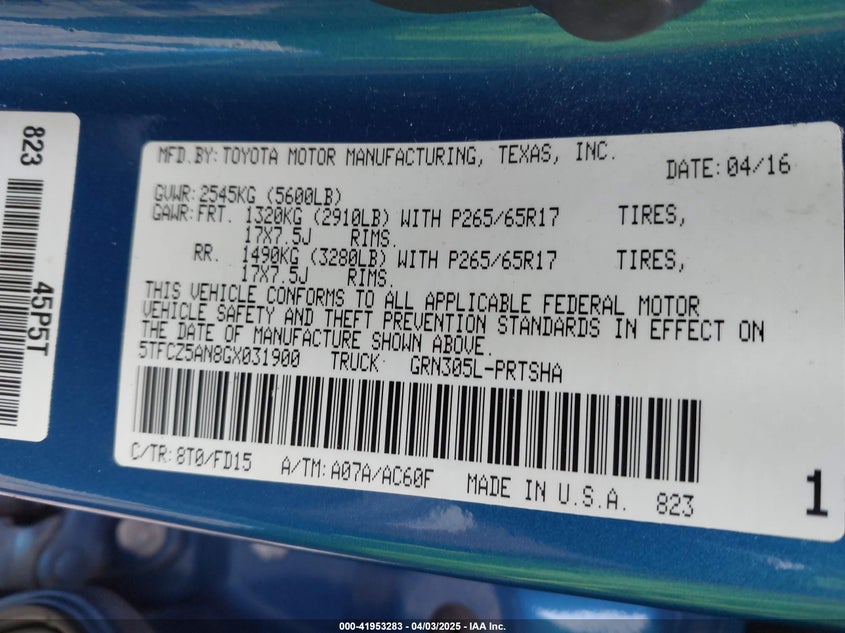 823
45P5T
MFD.BY: TOYOTA MOTOR MANUFACTURING, TEXAS, INC. DATE: 04/16
GVWR: 2545KG (5600LB)
GAWR: FRT. 1320KG (2910LB) WITH P265/65R17 TIRES,
17X7.5J RIMS.
RR. 1490KG (3280LB) WITH P265/65R17 TIRES,
17X7.5J RIMS.
THIS VEHICLE CONFORMS TO ALL APPLICABLE FEDERAL MOTOR
VEHICLE SAFETY AND THEFT PREVENTION STANDARDS IN EFFECT ON
THE DATE OF MANUFACTURE SHOWN ABOVE.
5TFCZ5AN8GX031900 TRUCK GRN305L-PRTSHA
C/TR: 8T0/FD15 A/TM: A07A/AC60F MADE IN U.S.A. 823 1
000-41953283 - 04/03/2025 - IAA Inc.